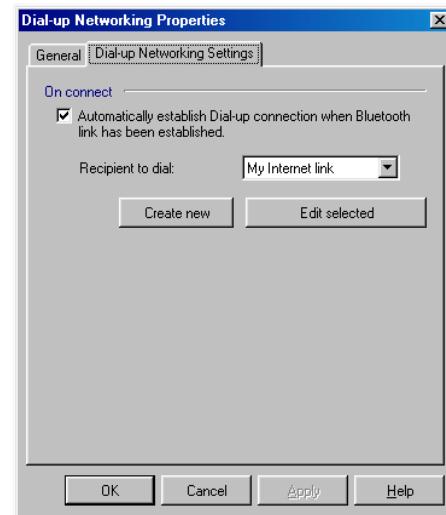 Dial-up Networking Properties
General
Dial-up Networking Settings
On connect
Automatically establish Dial-up connection when Bluetooth
link has been established.
Recipient to dial:
My Internet link
Create new
Edit selected
OK
Cancel
Apply
Help